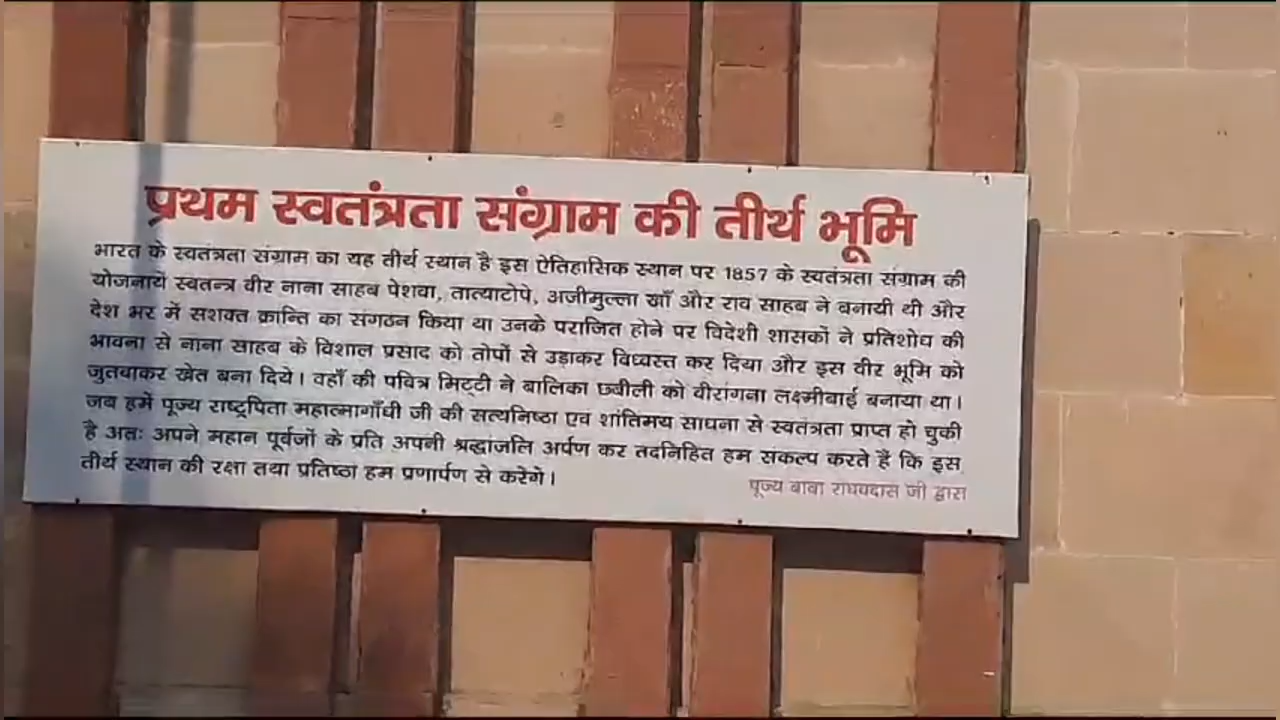 प्रथम स्वतंत्रता संग्राम की तीर्थ भूमि
भारत के स्वतंत्रता संग्राम का यह तीर्थ स्थान है इस ऐतिहासिक स्थान पर 1857 के स्वतंत्रता संग्राम की
योजनायें स्वतन्त्र वीर नाना साहब पेशवा, तात्याटोपे, अजीमुल्ला खाँ और राव साहब ने बनायी थी और
देश भर में सशक्त क्रान्ति का संगठन किया या उनके पराजित होने पर विदेशी शासकों ने प्रतिशोध की
भावना से नाना साहब के विशाल प्रसाद को तोपों से उड़ाकर विध्वस्त कर दिया और इस वीर भूमि को
जुतवाकर खेत बना दिये। वहाँ की पवित्र मिट्टी ने बालिका छबीली को वीरांगना लक्ष्मीबाई बनाया था।
जब हमें पूज्य राष्ट्रपिता महात्मागाँधी जी की सत्यनिष्ठा एवं शांतिमय साधना से स्वतंत्रता प्राप्त हो चुकी
है अतः अपने महान पूर्वजों के प्रति अपनी श्रद्धांजलि अर्पण कर तदनिहित हम संकल्प करते हैं कि इस
तीर्थ स्थान की रक्षा तथा प्रतिष्ठा हम प्रणार्पण से करेगे।
पूज्य बाबा राघवदास जी द्वारा